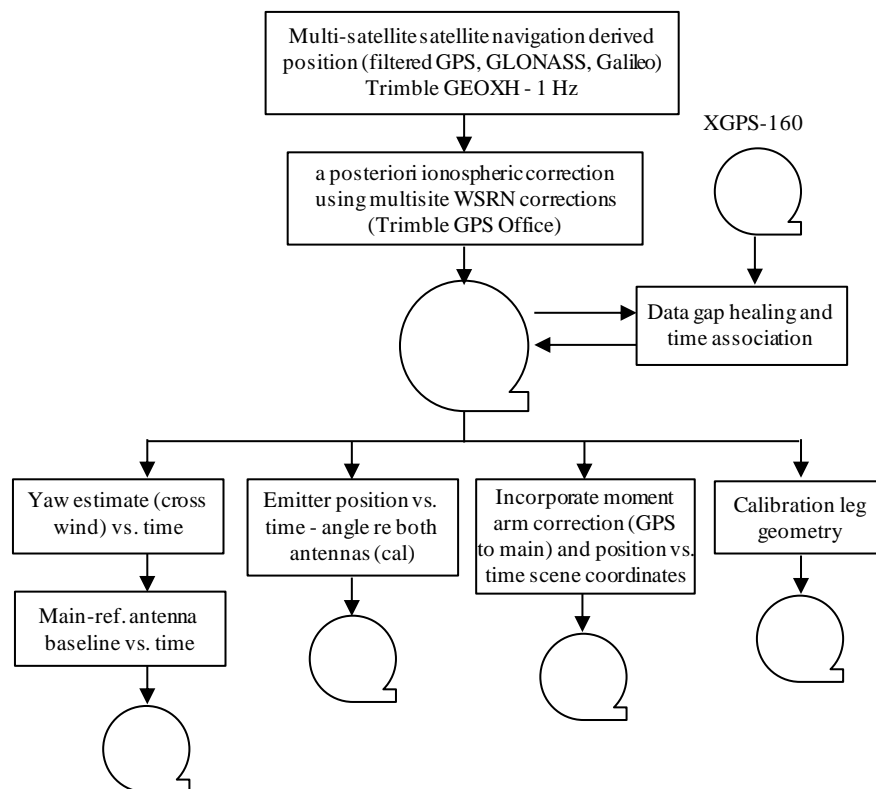 Multi-satellite satellite navigation derived
position (filtered GPS, GLONASS, Galileo)
Trimble GEOXH - 1 Hz
XGPS-160
a posteriori ionospheric correction
using multisite WSRN corrections
(Trimble GPS Office)
Data gap healing and
time association
Yaw estimate (cross
wind) vs. time
Emitter position vs.
time - angle re both
antennas (cal)
Incorporate moment
arm correction (GPS
to main) and position vs.
time scene coordinates
Calibration leg
geometry
Main-ref. antenna
baseline vs. time